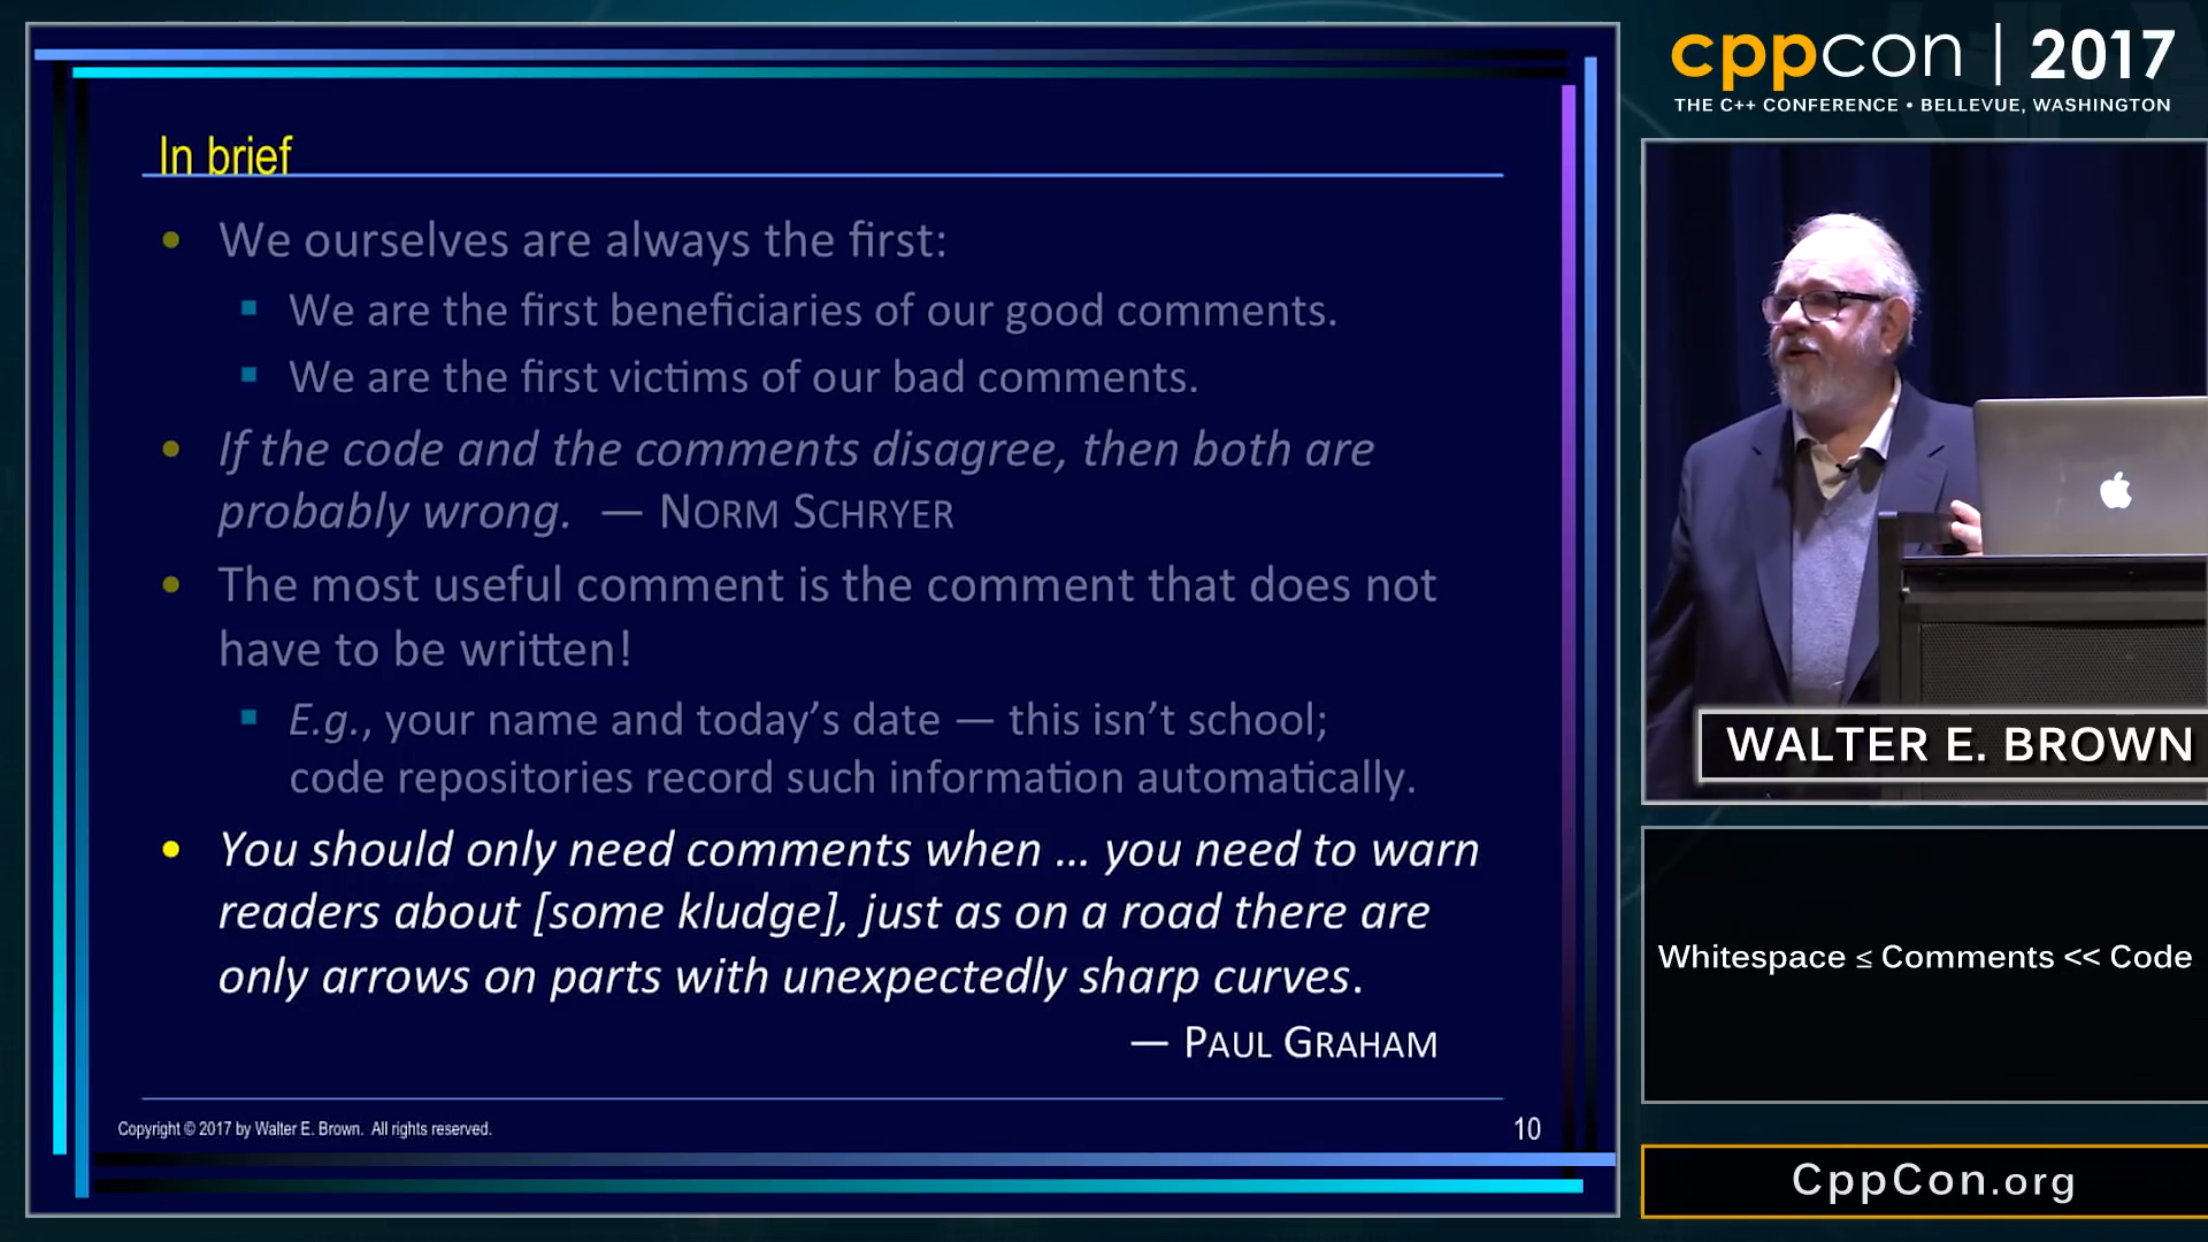 In brief
• We ourselves are always the first:
▪ We are the first beneficiaries of our good comments.
▪ We are the first victims of our bad comments.
• If the code and the comments disagree, then both are
probably wrong. — NORM SCHRYER
• The most useful comment is the comment that does not
have to be written!
▪ E.g., your name and today’s date — this isn’t school;
code repositories record such information automatically.
• You should only need comments when ... you need to warn
readers about [some kludge], just as on a road there are
only arrows on parts with unexpectedly sharp curves.
— PAUL GRAHAM
Copyright © 2017 by Walter E. Brown. All rights reserved.
10
cppcon | 2017
THE C++ CONFERENCE • BELLEVUE, WASHINGTON
WALTER E. BROWN
Whitespace ≤ Comments << Code
CppCon.org